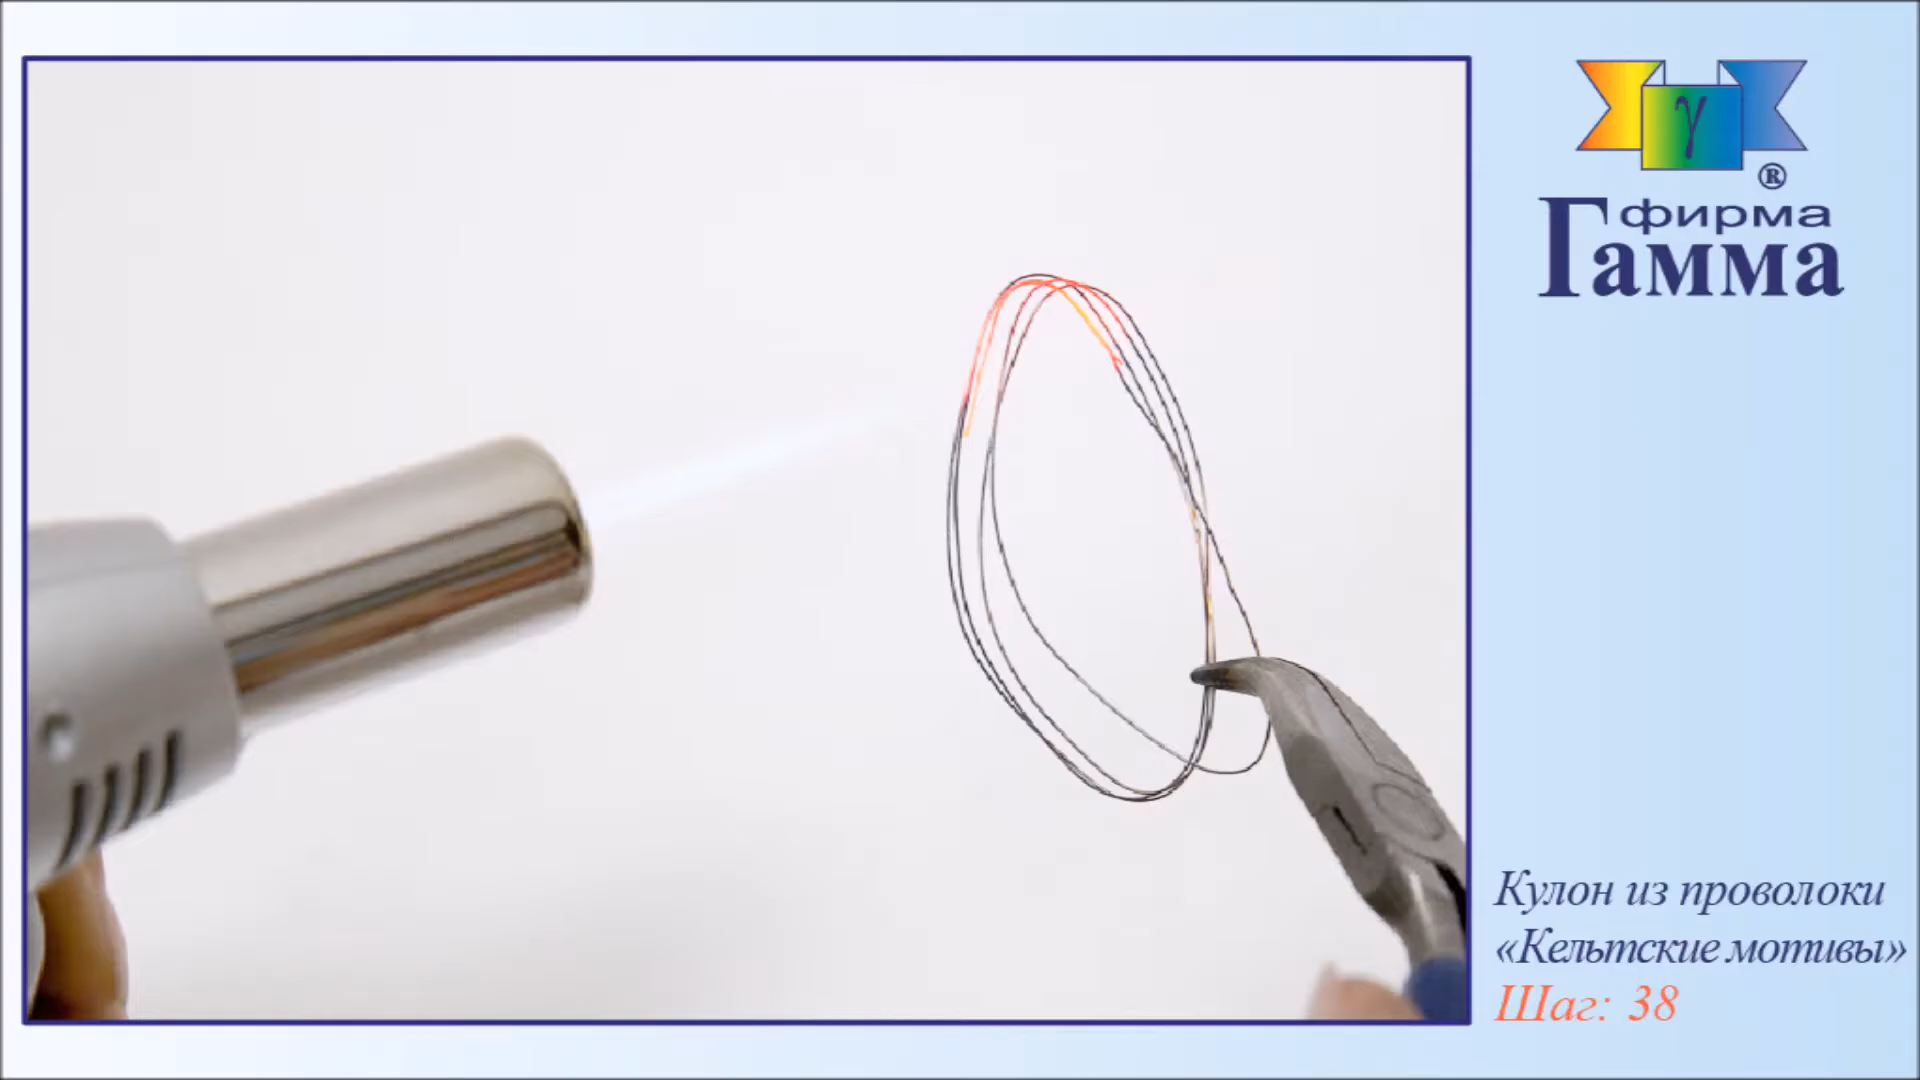 γ
®
фирма
Гамма
Кулон из проволоки
«Кельтские мотивы»
Шаг: 38